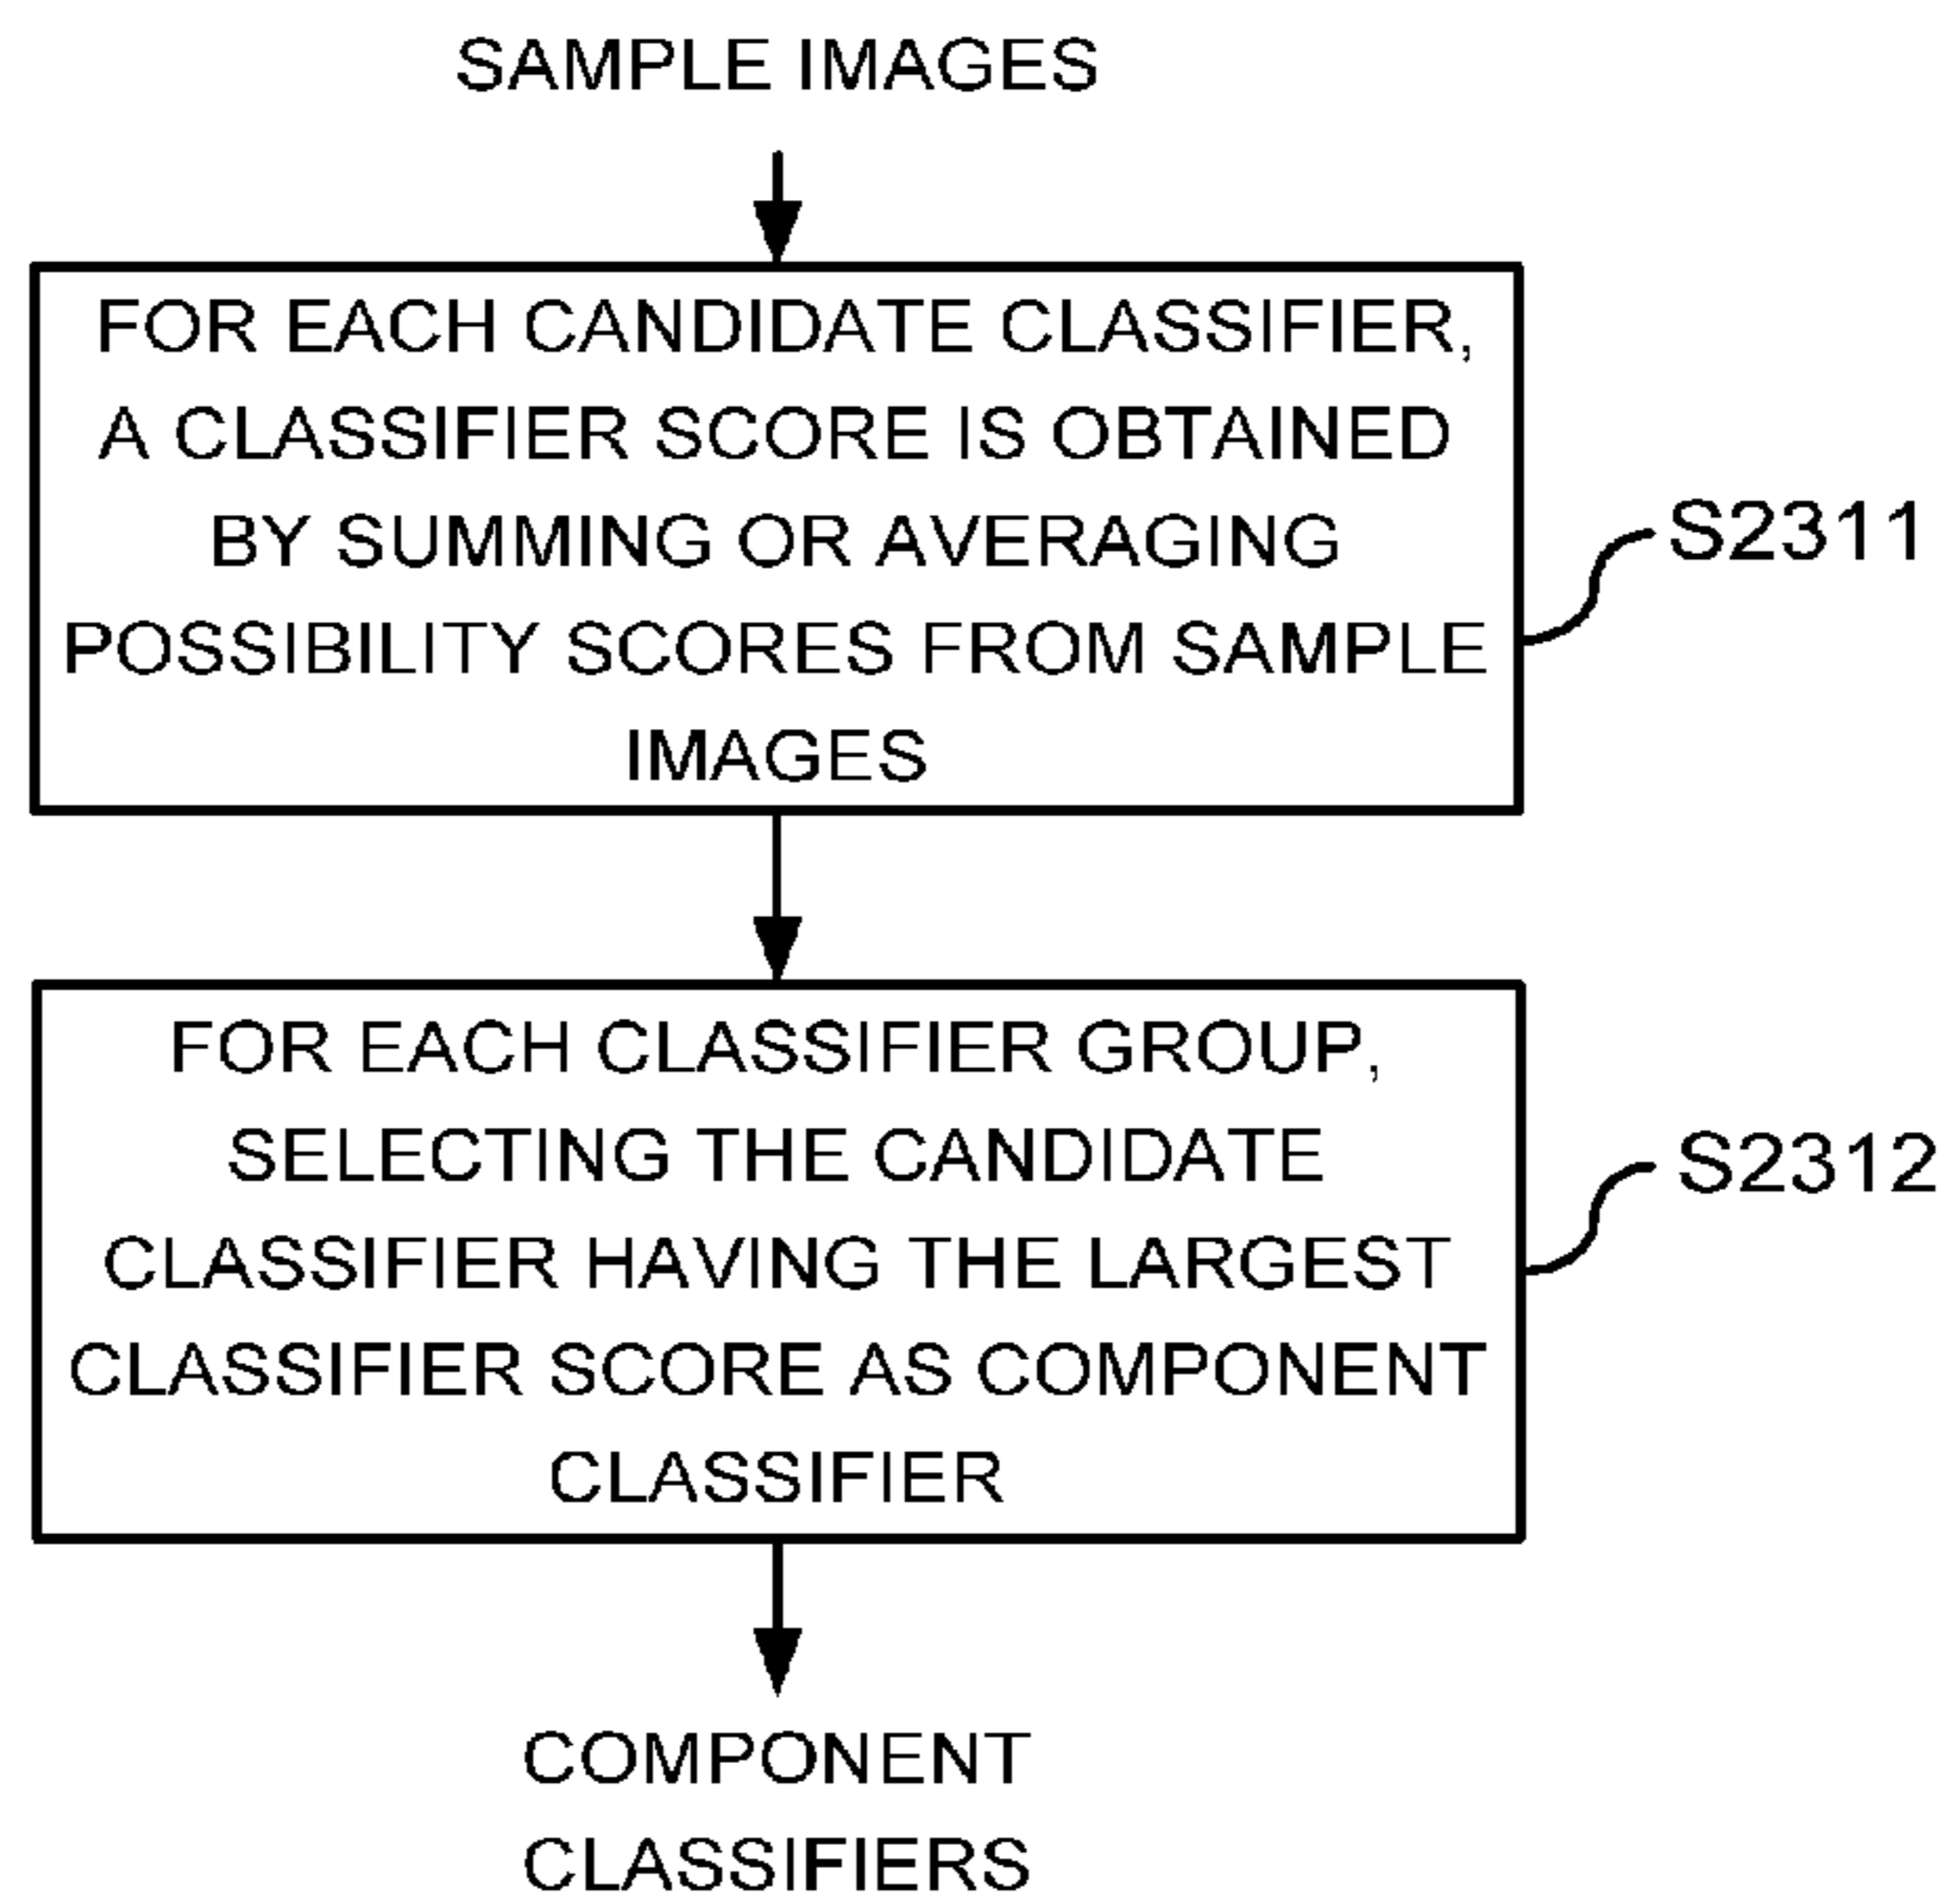 SAMPLE IMAGES
FOR EACH CANDIDATE CLASSIFIER,
A CLASSIFIER SCORE IS OBTAINED
BY SUMMING OR AVERAGING
POSSIBILITY SCORES FROM SAMPLE
IMAGES
S2311
FOR EACH CLASSIFIER GROUP,
SELECTING THE CANDIDATE
CLASSIFIER HAVING THE LARGEST
CLASSIFIER SCORE AS COMPONENT
CLASSIFIER
S2312
COMPONENT
CLASSIFIERS